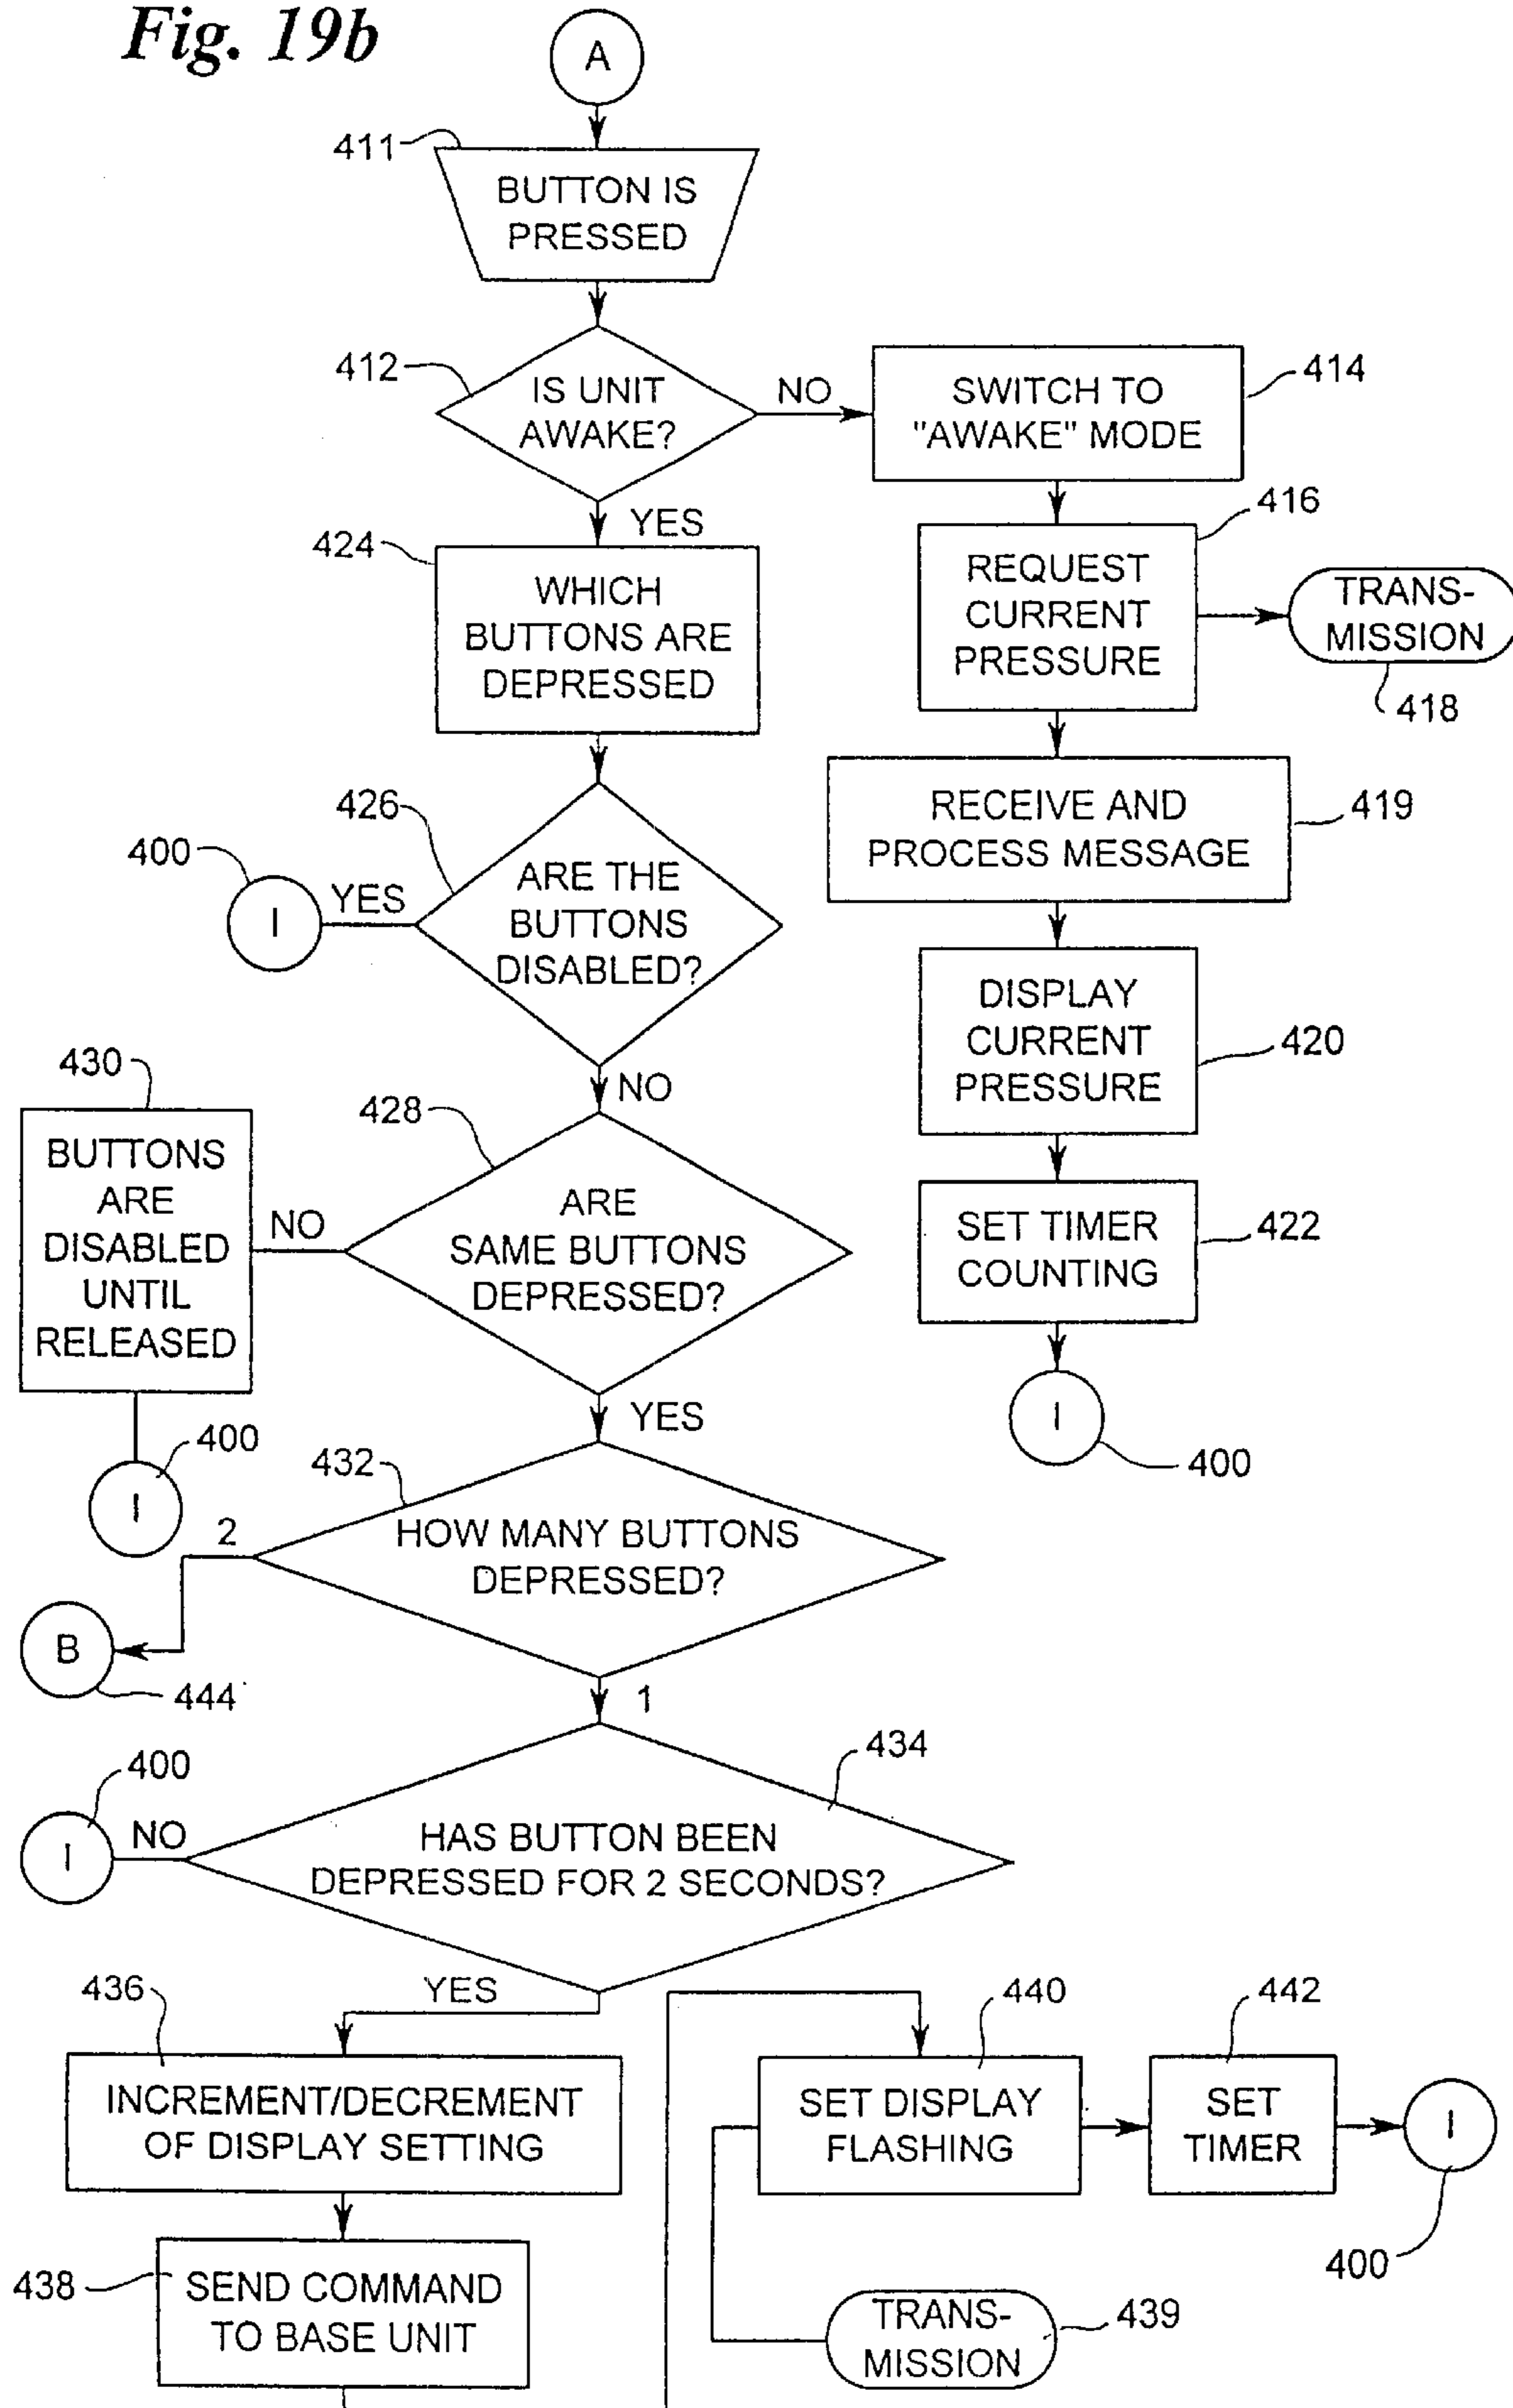 Fig. 19b
A
411
BUTTON IS
PRESSED
412
IS UNIT
AWAKE?
NO
SWITCH TO
"AWAKE" MODE
414
YES
424
WHICH
BUTTONS ARE
DEPRESSED
REQUEST
CURRENT
PRESSURE
416
TRANS-
MISSION
418
RECEIVE AND
PROCESS MESSAGE
419
426
400
I
YES
ARE THE
BUTTONS
DISABLED?
DISPLAY
CURRENT
PRESSURE
420
NO
430
BUTTONS
ARE
DISABLED
UNTIL
RELEASED
428
NO
ARE
SAME BUTTONS
DEPRESSED?
SET TIMER
COUNTING
422
I
400
YES
400
I
432
2
HOW MANY BUTTONS
DEPRESSED?
B
444
1
434
400
I
NO
HAS BUTTON BEEN
DEPRESSED FOR 2 SECONDS?
YES
436
INCREMENT/DECREMENT
OF DISPLAY SETTING
440
SET DISPLAY
FLASHING
442
SET
TIMER
I
400
438
SEND COMMAND
TO BASE UNIT
TRANS-
MISSION
439